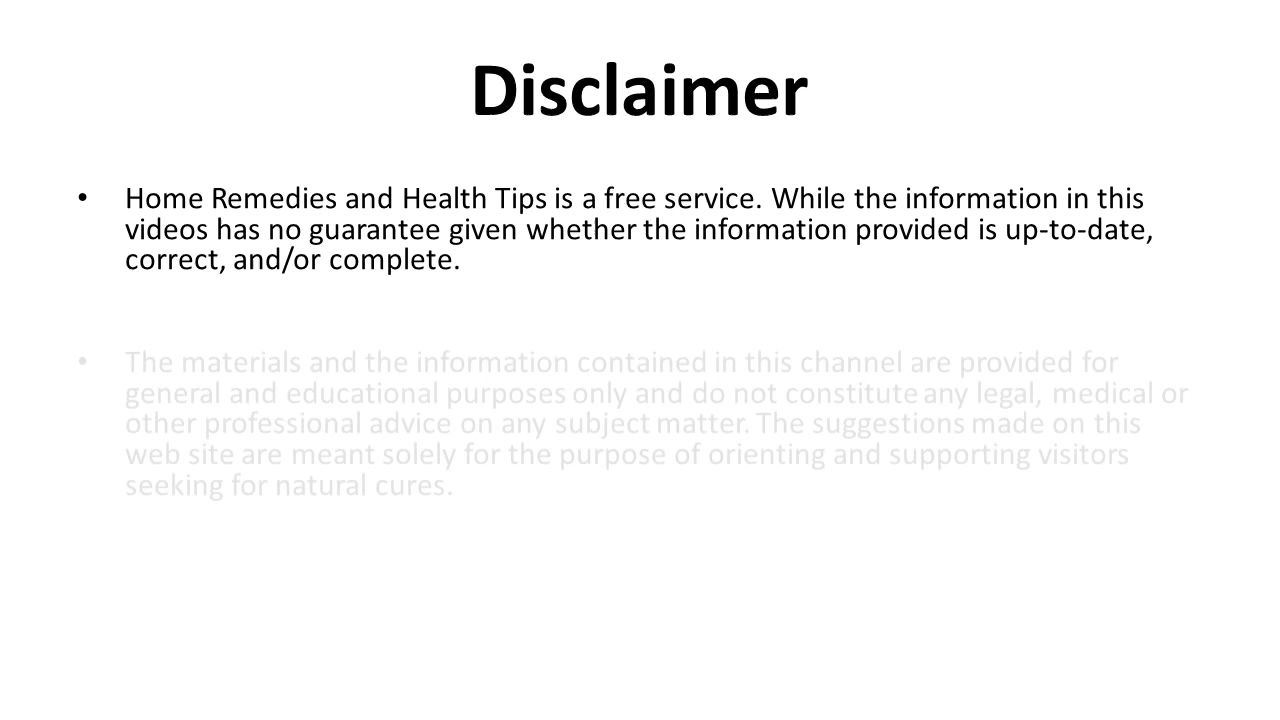 Disclaimer
• Home Remedies and Health Tips is a free service. While the information in this
videos has no guarantee given whether the information provided is up-to-date,
correct, and/or complete.
• The materials and the information contained in this channel are provided for
general and educational purposes only and do not constitute any legal, medical or
other professional advice on any subject matter. The suggestions made on this
web site are meant solely for the purpose of orienting and supporting visitors
seeking for natural cures.